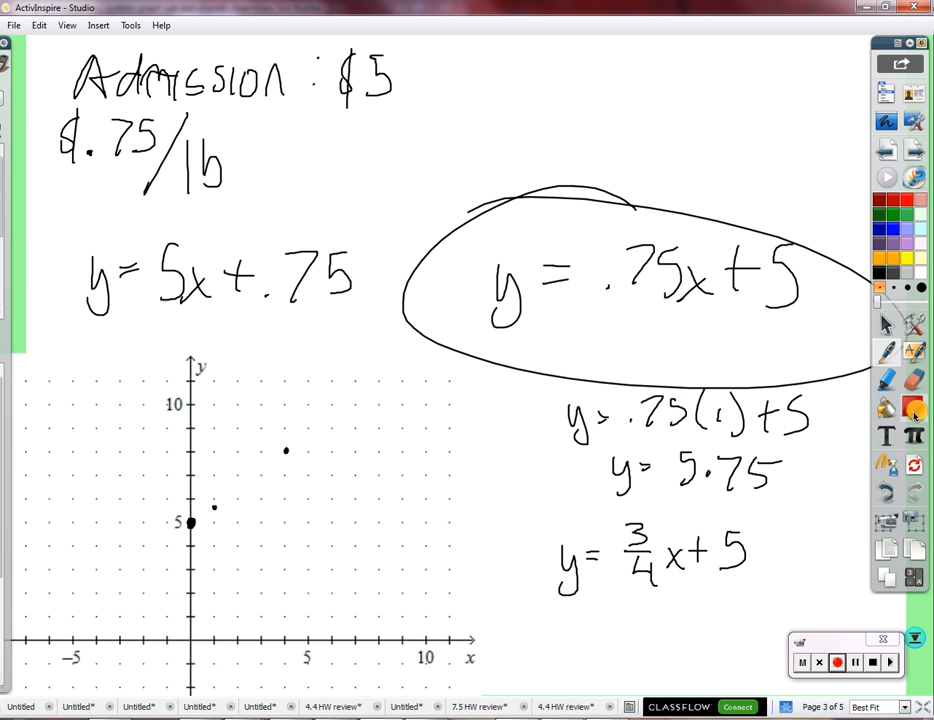 ActivInspire - Studio
File Edit View Insert Tools Help
Admission : $5
$.75/lb
y = 5x + .75
y = .75x + 5
y = .75(1) + 5
y = 5.75
y = 3/4 x + 5
y
10
5
-5 5 10 x
M
Untitled Untitled* Untitled* Untitled* Untitled* 4.4 HW review* Untitled* 7.5 HW review* 4.4 HW review* CLASSFLOW Connect Page 3 of 5 Best Fit